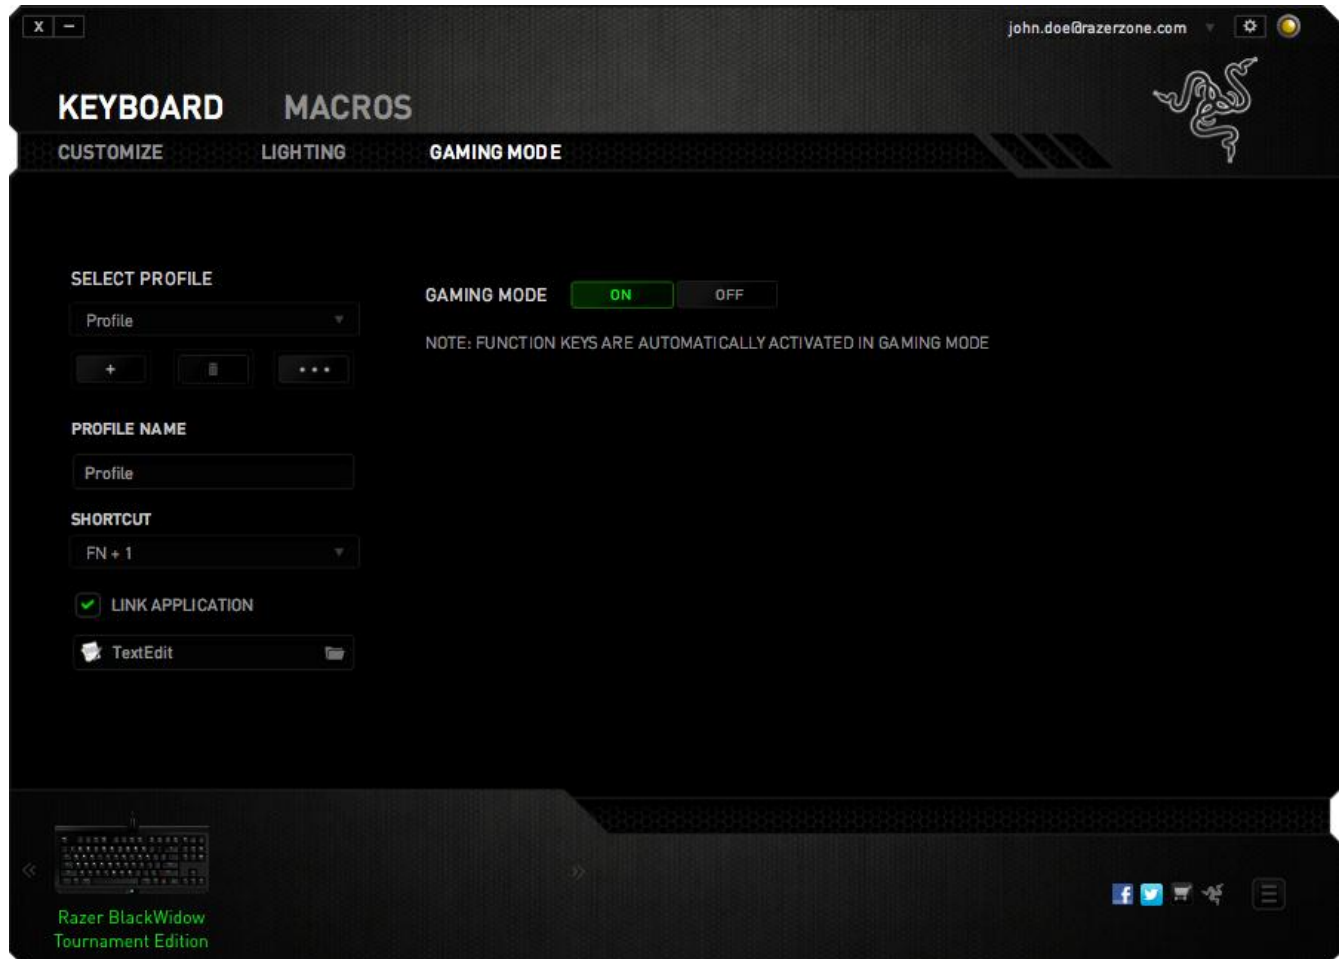 X –
john.doe@razerzone.com
KEYBOARD MACROS
CUSTOMIZE LIGHTING GAMING MODE
SELECT PROFILE
Profile
+ •••
PROFILE NAME
Profile
SHORTCUT
FN + 1
LINK APPLICATION
TextEdit
GAMING MODE ON OFF
NOTE: FUNCTION KEYS ARE AUTOMATICALLY ACTIVATED IN GAMING MODE
Razer BlackWidow
Tournament Edition